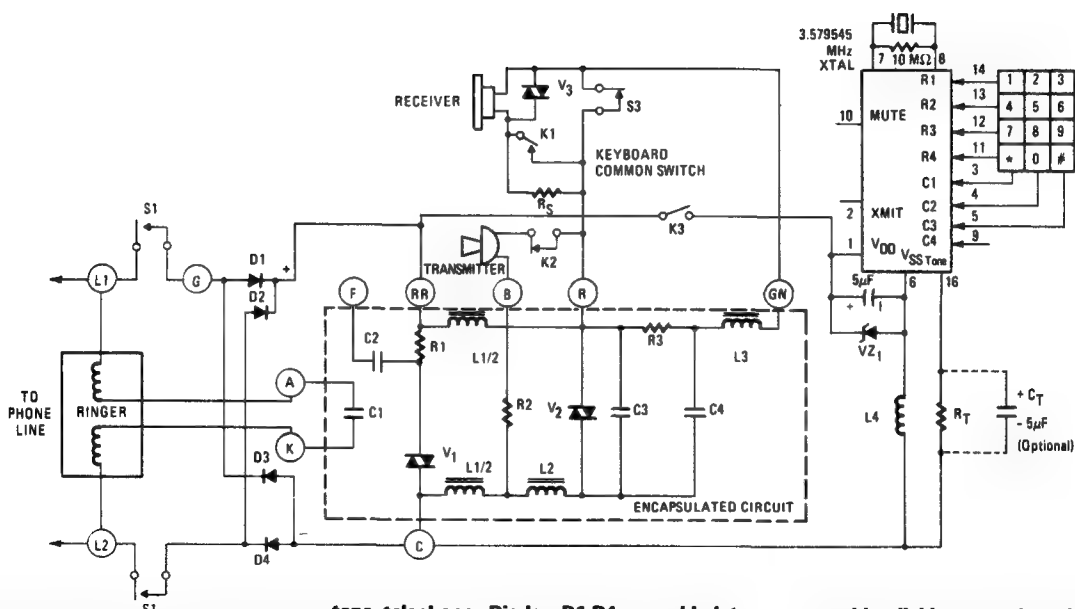 3.579545
MHz
XTAL
10 MΩ
7
8
R1
14
1 2 3
R2
13
4 5 6
10
MUTE
R3
12
7 8 9
R4
11
* 0 #
C1
3
C2
4
2
XMIT
C3
5
C4
9
1
VDD
VSS Tone
6
16
RECEIVER
V3
S3
K1
KEYBOARD
COMMON SWITCH
RS
K3
TRANSMITTER
K2
S1
L1
G
D1
+
D2
F
RR
B
R
GN
5μF
+
VZ1
C2
R1
L1/2
R3
L3
TO
PHONE
LINE
RINGER
A
C1
K
R2
V2
C3
C4
L4
RT
+ CT
- 5μF
(Optional)
V1
L1/2
L2
D3
ENCAPSULATED CIRCUIT
L2
D4
C
S1